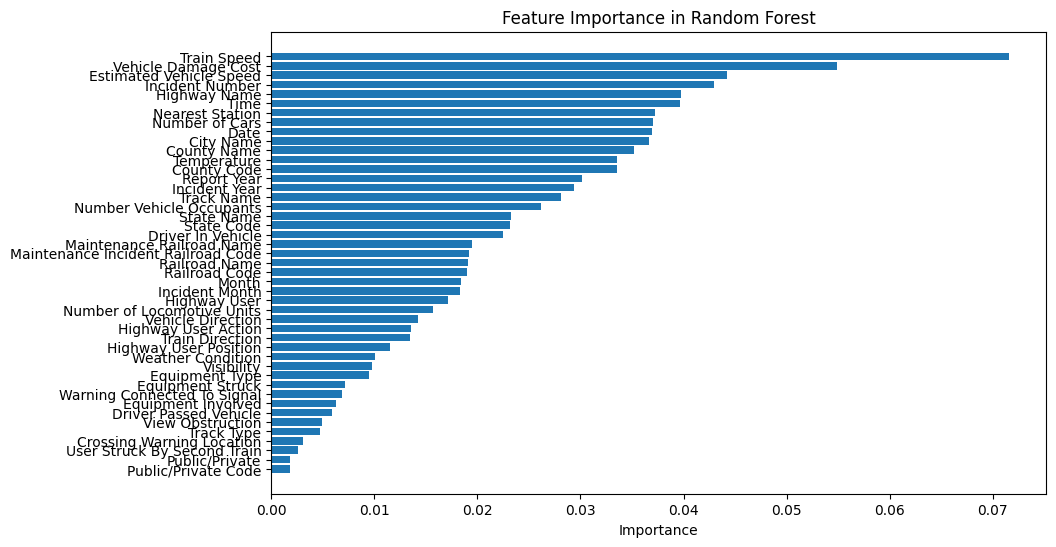 Feature Importance in Random Forest
Train Speed
Vehicle Damage Cost
Estimated Vehicle Speed
Incident Number
Highway Name
Time
Nearest Station
Number of Cars
Date
City Name
County Name
Temperature
County Code
Report Year
Incident Year
Track Name
Number Vehicle Occupants
State Name
State Code
Driver In Vehicle
Maintenance Railroad Name
Maintenance Incident Railroad Code
Railroad Name
Railroad Code
Month
Incident Month
Highway User
Number of Locomotive Units
Vehicle Direction
Highway User Action
Train Direction
Highway User Position
Weather Condition
Visibility
Equipment Type
Equipment Struck
Warning Connected To Signal
Equipment Involved
Driver Passed Vehicle
View Obstruction
Track Type
Crossing Warning Location
User Struck By Second Train
Public/Private
Public/Private Code
0.00 0.01 0.02 0.03 0.04 0.05 0.06 0.07
Importance